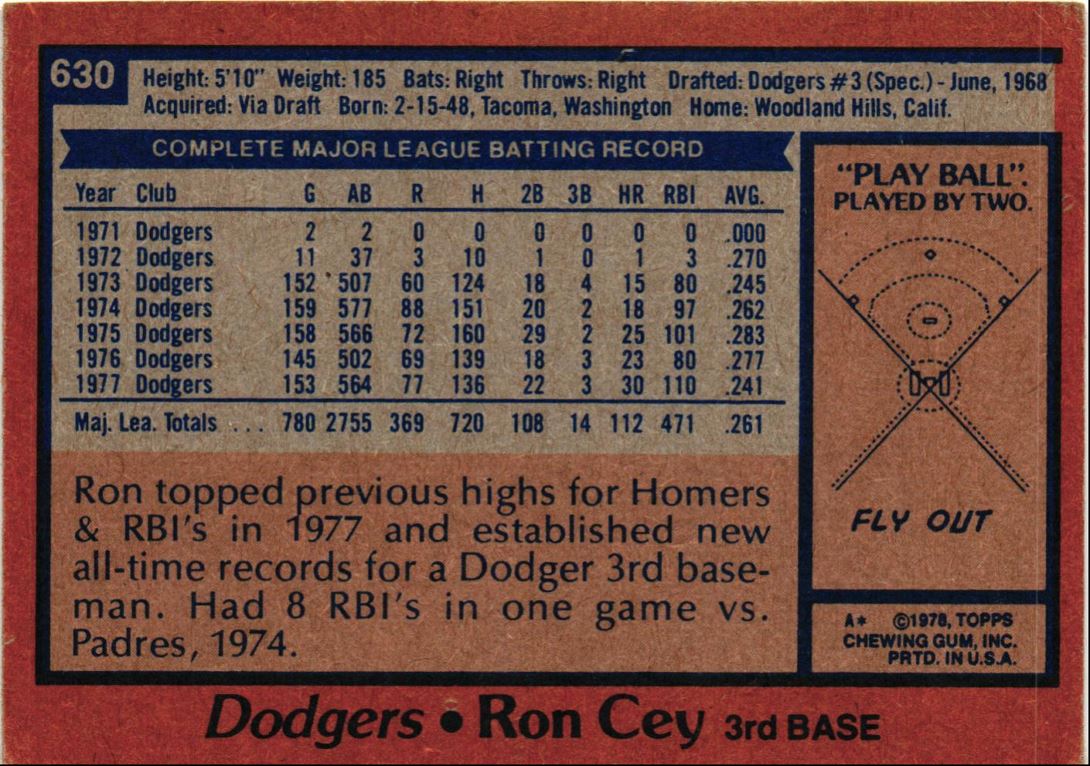 630
Height: 5'10" Weight: 185 Bats: Right Throws: Right Drafted: Dodgers #3 (Spec.) - June, 1968
Acquired: Via Draft Born: 2-15-48, Tacoma, Washington Home: Woodland Hills, Calif.
COMPLETE MAJOR LEAGUE BATTING RECORD
Year Club G AB R H 2B 3B HR RBI AVG.
1971 Dodgers 2 2 0 0 0 0 0 0 .000
1972 Dodgers 11 37 3 10 1 0 1 3 .270
1973 Dodgers 152 507 60 124 18 4 15 80 .245
1974 Dodgers 159 577 88 151 20 2 18 97 .262
1975 Dodgers 158 566 72 160 29 2 25 101 .283
1976 Dodgers 145 502 69 139 18 3 23 80 .277
1977 Dodgers 153 564 77 136 22 3 30 110 .241
Maj. Lea. Totals ... 780 2755 369 720 108 14 112 471 .261
Ron topped previous highs for Homers
& RBI's in 1977 and established new
all-time records for a Dodger 3rd base-
man. Had 8 RBI's in one game vs.
Padres, 1974.
"PLAY BALL".
PLAYED BY TWO.
FLY OUT
A* ©1978, TOPPS
CHEWING GUM, INC.
PRTD. IN U.S.A.
Dodgers • Ron Cey 3rd BASE